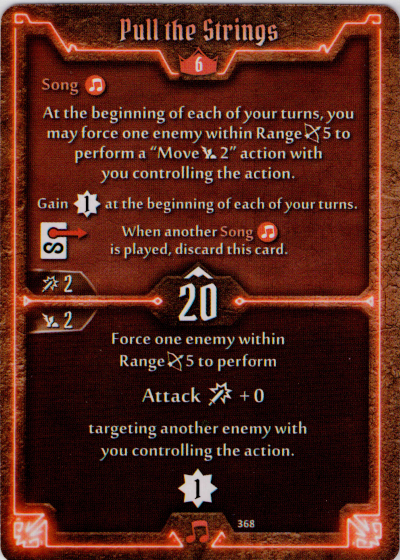 Pull the Strings
6
Song
At the beginning of each of your turns, you
may force one enemy within Range 5 to
perform a “Move 2” action with
you controlling the action.
Gain 1 at the beginning of each of your turns.
When another Song
is played, discard this card.
2
20
2
Force one enemy within
Range 5 to perform
Attack + 0
targeting another enemy with
you controlling the action.
1
368